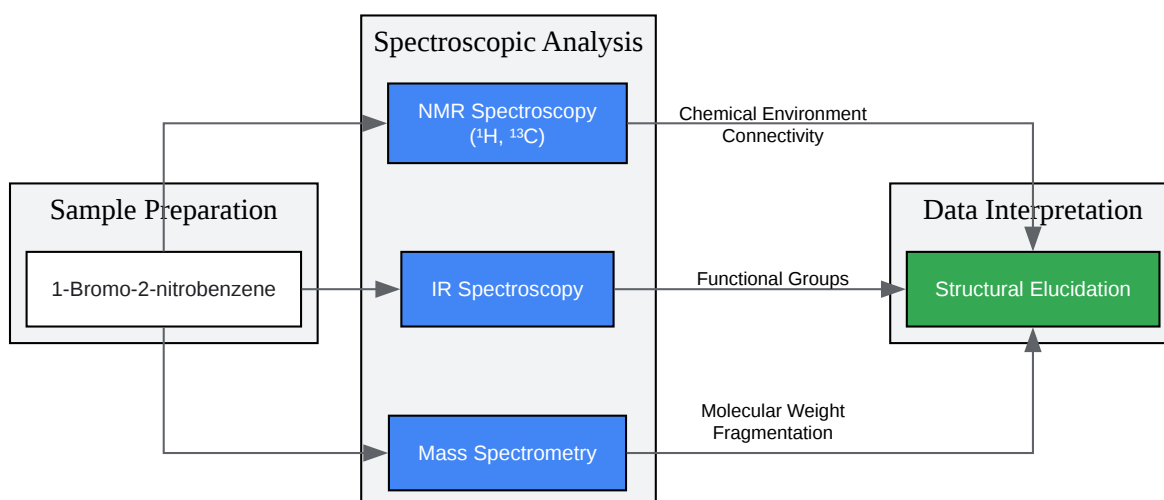 Spectroscopic Analysis
NMR Spectroscopy
(¹H, ¹³C)
Chemical Environment
Connectivity
Sample Preparation
Data Interpretation
1-Bromo-2-nitrobenzene
IR Spectroscopy
Functional Groups
Structural Elucidation
Molecular Weight
Fragmentation
Mass Spectrometry